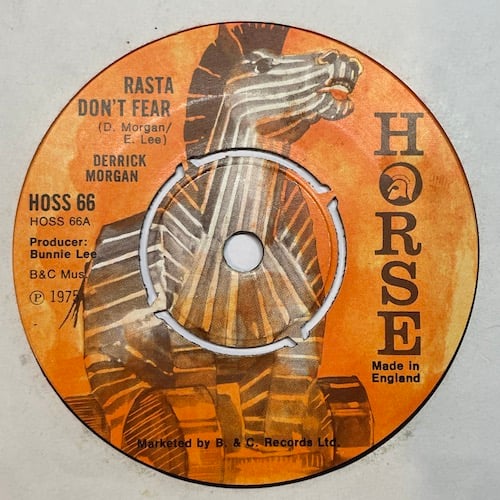 RASTA
DON'T FEAR
(D. Morgan/
E. Lee)
DERRICK
MORGAN
HOSS 66
HOSS 66A
Producer:
Bunnie Lee
B&C Mus.
℗ 1975
HORSE
Made in
England
Marketed by B. & C. Records Ltd.